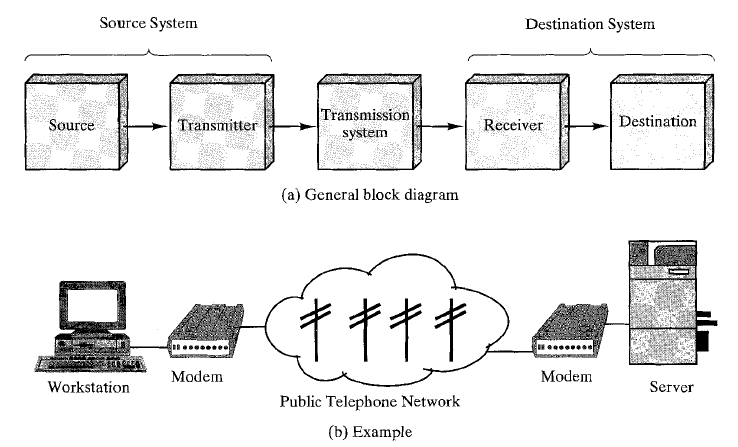 Source System
Destination System
Source
Transmitter
Transmission
system
Receiver
Destination
(a) General block diagram
Workstation
Modem
Public Telephone Network
Modem
Server
(b) Example